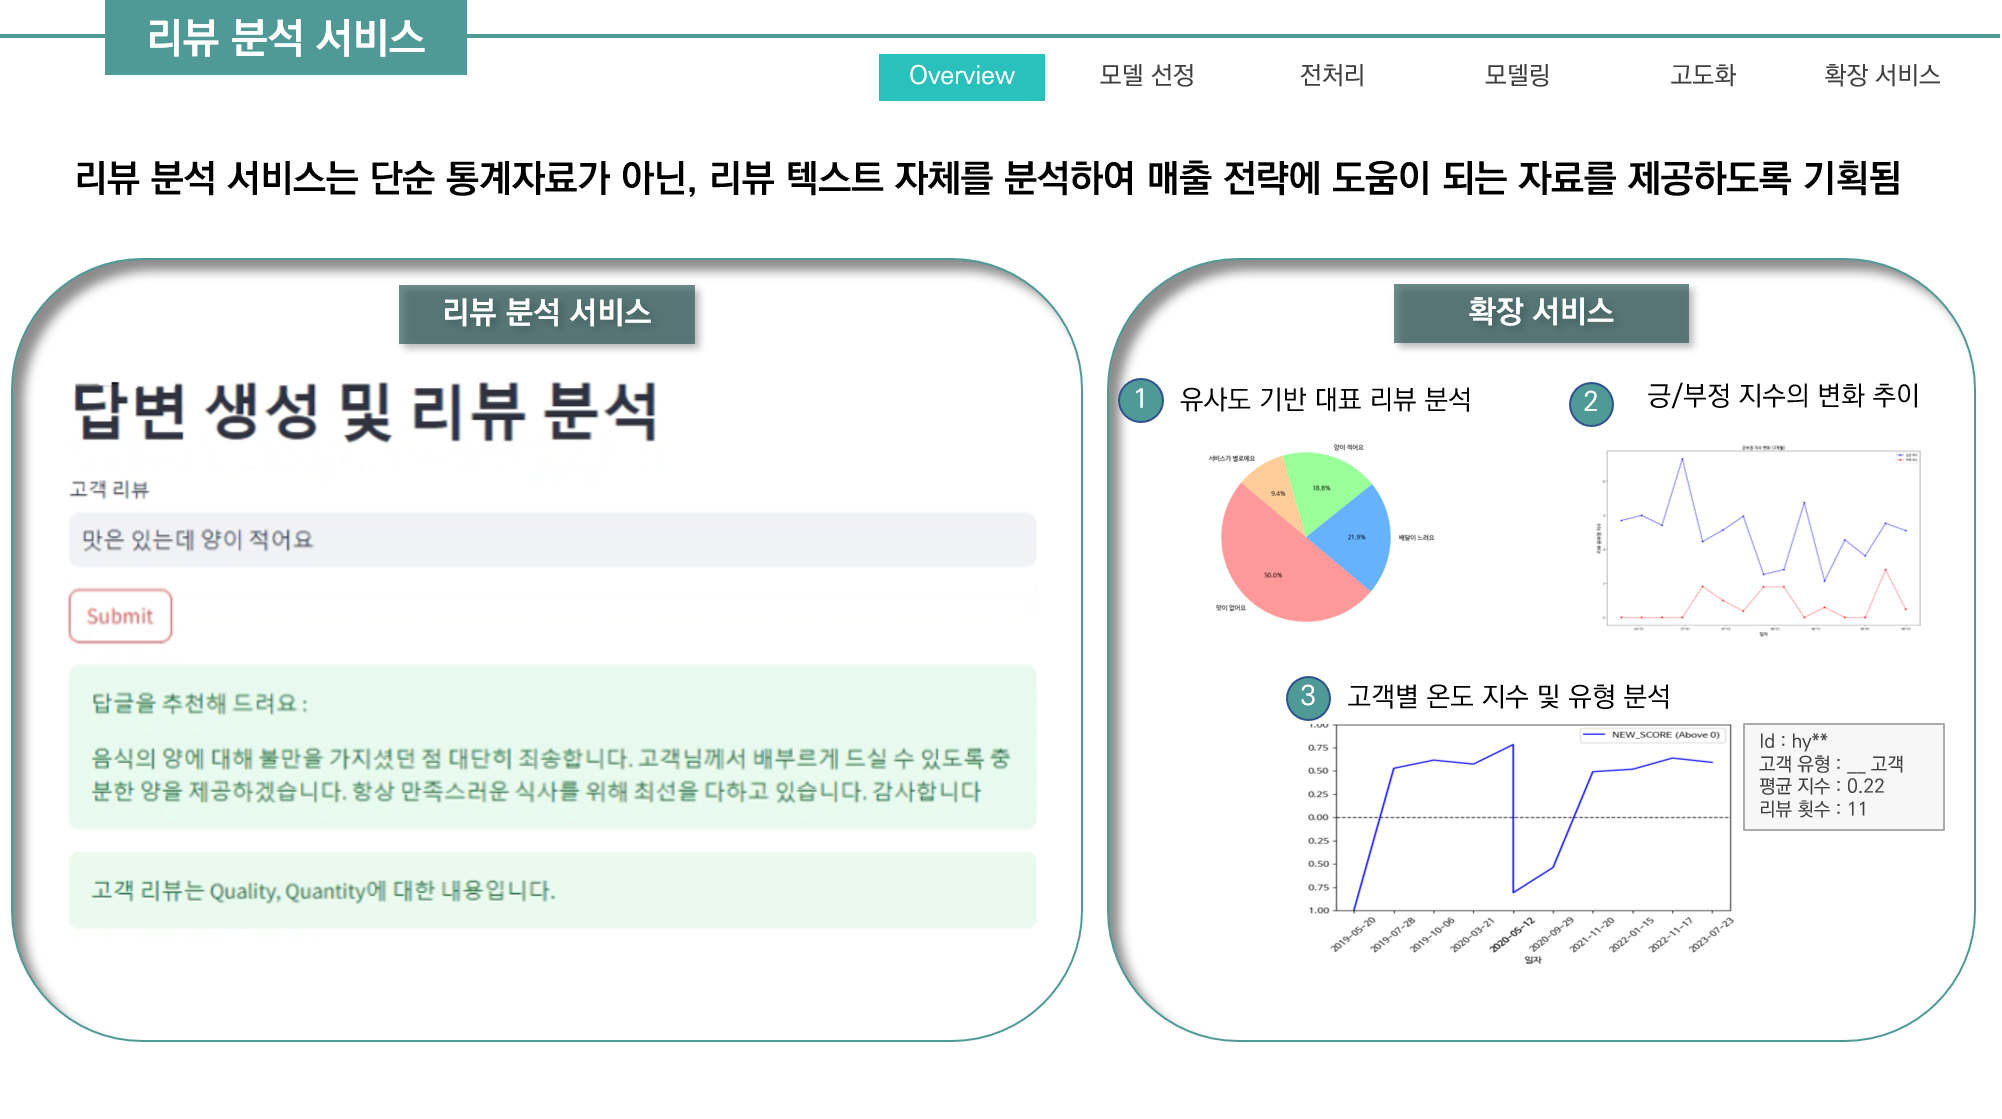 리뷰 분석 서비스
Overview
모델 선정
전처리
모델링
고도화
확장 서비스
리뷰 분석 서비스는 단순 통계자료가 아닌, 리뷰 텍스트 자체를 분석하여 매출 전략에 도움이 되는 자료를 제공하도록 기획됨
리뷰 분석 서비스
답변 생성 및 리뷰 분석
고객 리뷰
맛은 있는데 양이 적어요
Submit
답글을 추천해 드려요 :
음식의 양에 대해 불만을 가지셨던 점 대단히 죄송합니다. 고객님께서 배부르게 드실 수 있도록 충
분한 양을 제공하겠습니다. 항상 만족스러운 식사를 위해 최선을 다하고 있습니다. 감사합니다
고객 리뷰는 Quality, Quantity에 대한 내용입니다.
확장 서비스
1
유사도 기반 대표 리뷰 분석
양이 적어요
서비스가 별로에요
18.8%
9.4%
21.9%
배달이 느려요
50.0%
맛이 없어요
2
긍/부정 지수의 변화 추이
일자
3
고객별 온도 지수 및 유형 분석
1.00
0.75
0.50
0.25
0.00
0.25
0.50
0.75
1.00
NEW_SCORE (Above 0)
2019-05-20
2019-07-28
2019-10-06
2020-03-21
2020-05-12
2020-09-29
2021-11-20
2022-01-15
2022-11-17
2023-07-23
일자
Id : hy**
고객 유형 : __ 고객
평균 지수 : 0.22
리뷰 횟수 : 11